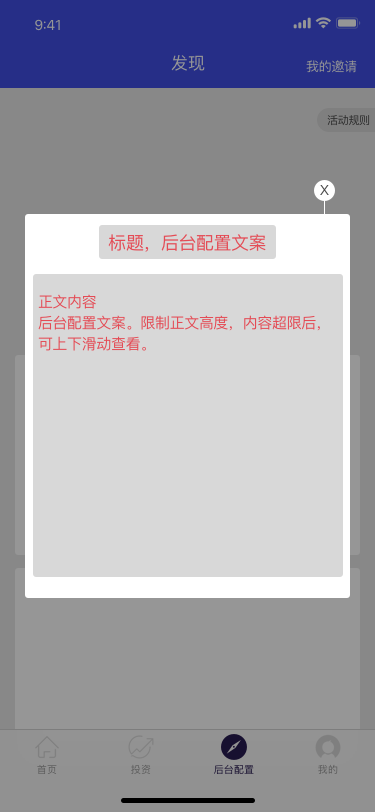 9:41
发现
我的邀请
活动规则
X
标题，后台配置文案
正文内容
后台配置文案。限制正文高度，内容超限后，
可上下滑动查看。
首页
投资
后台配置
我的